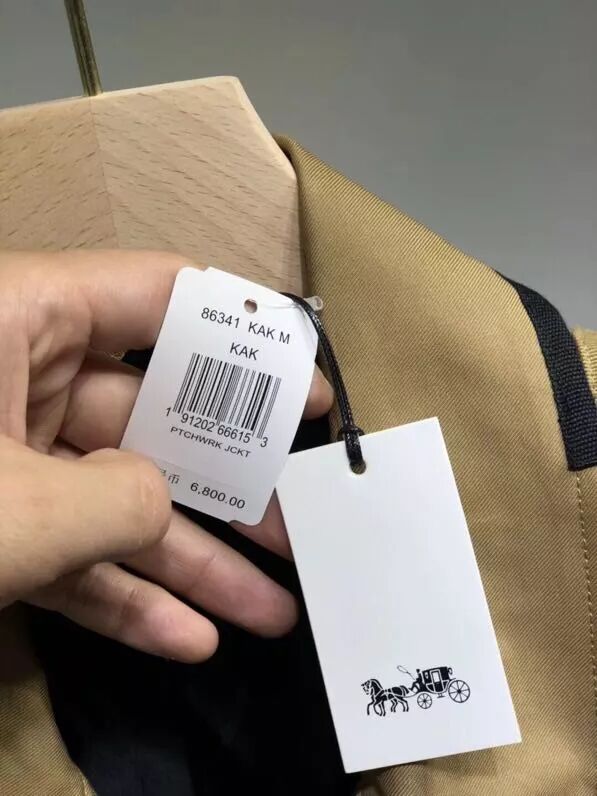 86341 KAK M
KAK
1 91202 66615 3
PTCHWRK JCKT
币 6,800.00